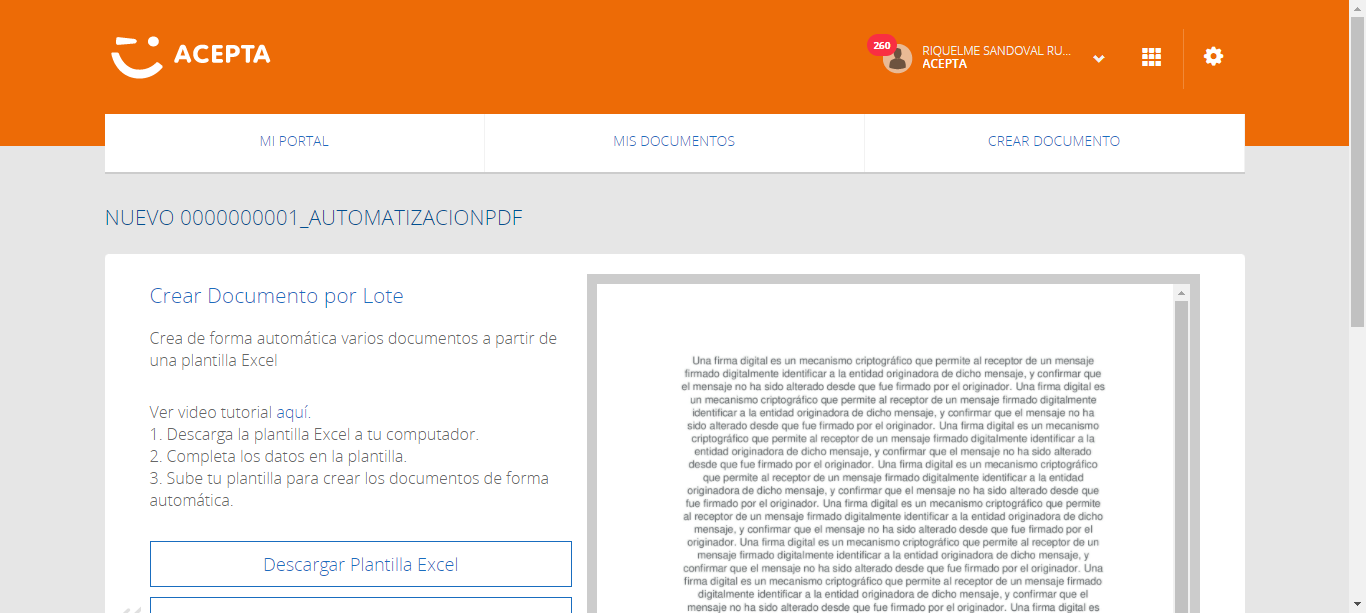 ACEPTA
260
RIQUELME SANDOVAL RU...
ACEPTA
MI PORTAL
MIS DOCUMENTOS
CREAR DOCUMENTO
NUEVO 0000000001_AUTOMATIZACIONPDF
Crear Documento por Lote
Crea de forma automática varios documentos a partir de
una plantilla Excel
Ver video tutorial aquí.
1. Descarga la plantilla Excel a tu computador.
2. Completa los datos en la plantilla.
3. Sube tu plantilla para crear los documentos de forma
automática.
Descargar Plantilla Excel
Una firma digital es un mecanismo criptográfico que permite al receptor de un mensaje
firmado digitalmente identificar a la entidad originadora de dicho mensaje, y confirmar que
el mensaje no ha sido alterado desde que fue firmado por el originador. Una firma digital es
un mecanismo criptográfico que permite al receptor de un mensaje firmado digitalmente
identificar a la entidad originadora de dicho mensaje, y confirmar que el mensaje no ha
sido alterado desde que fue firmado por el originador. Una firma digital es un mecanismo
criptográfico que permite al receptor de un mensaje firmado digitalmente identificar a la
entidad originadora de dicho mensaje, y confirmar que el mensaje no ha sido alterado
desde que fue firmado por el originador. Una firma digital es un mecanismo criptográfico
que permite al receptor de un mensaje firmado digitalmente identificar a la entidad
originadora de dicho mensaje, y confirmar que el mensaje no ha sido alterado desde que
fue firmado por el originador. Una firma digital es un mecanismo criptográfico que permite
al receptor de un mensaje firmado digitalmente identificar a la entidad originadora de dicho
mensaje, y confirmar que el mensaje no ha sido alterado desde que fue firmado por el
originador. Una firma digital es un mecanismo criptográfico que permite al receptor de un
mensaje firmado digitalmente identificar a la entidad originadora de dicho mensaje, y
confirmar que el mensaje no ha sido alterado desde que fue firmado por el originador. Una
firma digital es un mecanismo criptográfico que permite al receptor de un mensaje firmado
digitalmente identificar a la entidad originadora de dicho mensaje, y confirmar que el
mensaje no ha sido alterado desde que fue firmado por el originador. Una firma digital es